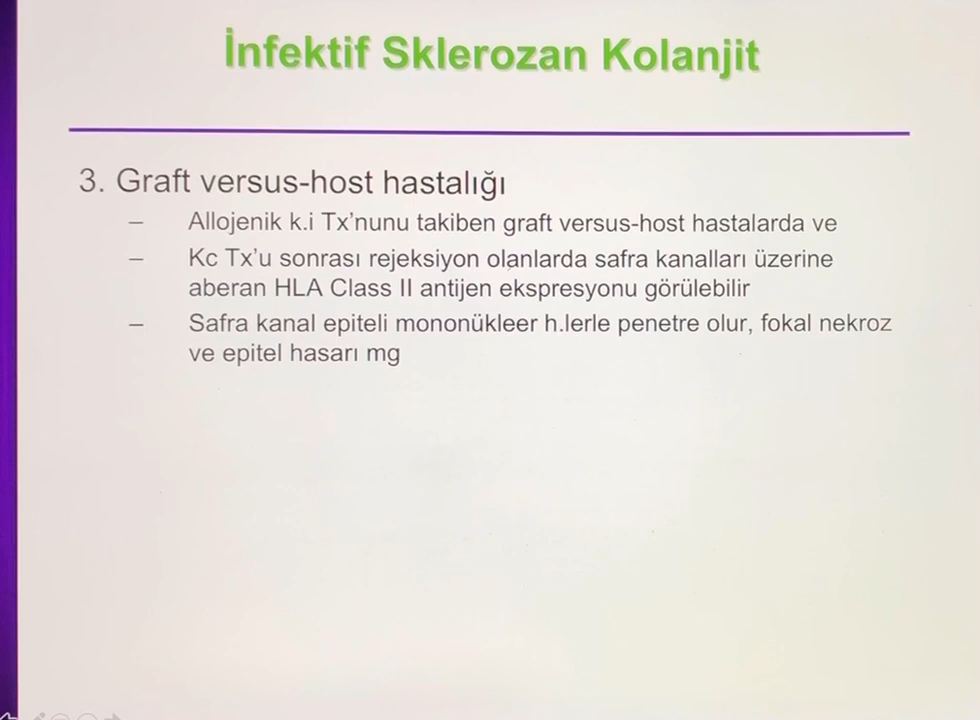 İnfektif Sklerozan Kolanjit
3. Graft versus-host hastalığı
– Allojenik k.i Tx’nunu takiben graft versus-host hastalarda ve
– Kc Tx’u sonrası rejeksiyon olanlarda safra kanalları üzerine
aberan HLA Class II antijen ekspresyonu görülebilir
– Safra kanal epiteli mononükleer h.lerle penetre olur, fokal nekroz
ve epitel hasarı mg